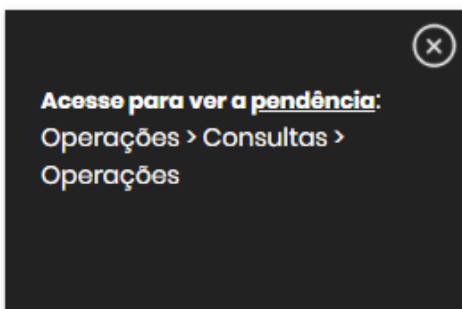 Acesse para ver a pendência:
Operações > Consultas >
Operações